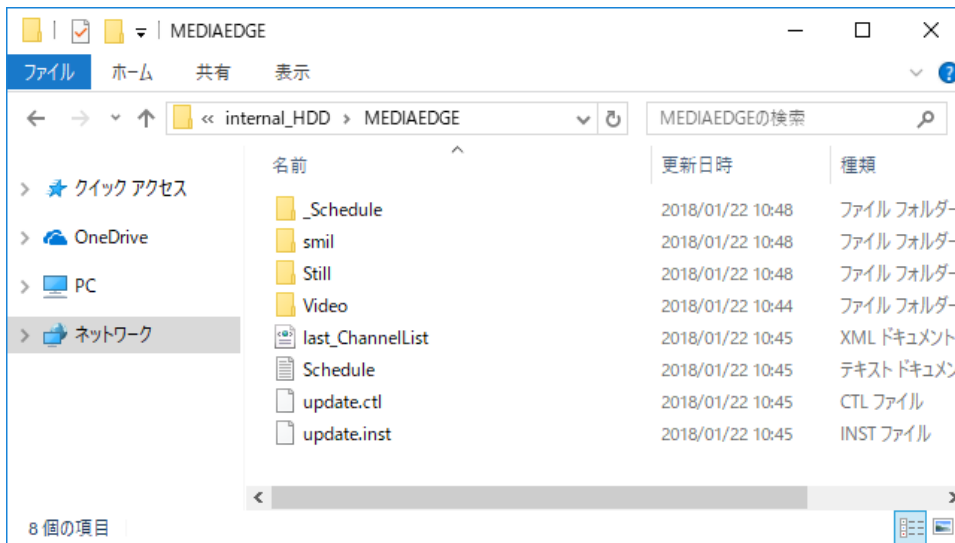 MEDIAEDGE
ファイル ホーム 共有 表示
« internal_HDD > MEDIAEDGE MEDIAEDGEの検索
名前 更新日時 種類
クイック アクセス
OneDrive
PC
ネットワーク
_Schedule 2018/01/22 10:48 ファイル フォルダー
smil 2018/01/22 10:48 ファイル フォルダー
Still 2018/01/22 10:48 ファイル フォルダー
Video 2018/01/22 10:44 ファイル フォルダー
last_ChannelList 2018/01/22 10:45 XML ドキュメント
Schedule 2018/01/22 10:45 テキスト ドキュメン
update.ctl 2018/01/22 10:45 CTL ファイル
update.inst 2018/01/22 10:45 INST ファイル
8 個の項目